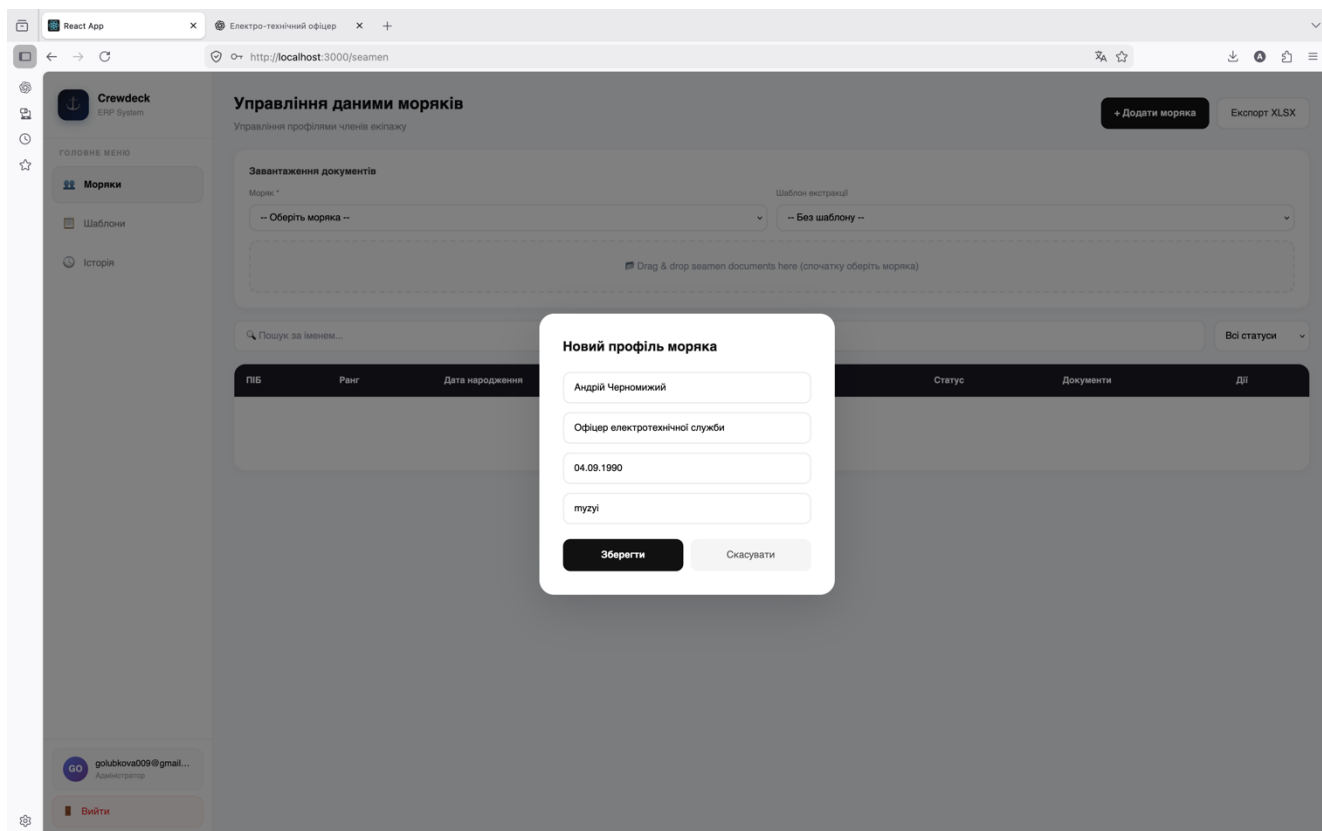 React App
Електро-технічний офіцер
http://localhost:3000/seamen
Crewdeck
ERP System
ГОЛОВНЕ МЕНЮ
Моряки
Шаблони
Історія
Управління даними моряків
Управління профілями членів екіпажу
+ Додати моряка
Експорт XLSX
Завантаження документів
Моряк *
Шаблон екстракції
-- Оберіть моряка --
-- Без шаблону --
Drag & drop seamen documents here (спочатку оберіть моряка)
Пошук за іменем...
Всі статуси
ПІБ Ранг Дата народження Статус Документи Дії
Новий профіль моряка
Андрій Черномижий
Офіцер електротехнічної служби
04.09.1990
myzyi
Зберегти Скасувати
GO
golubkova009@gmail...
Адміністратор
Вийти